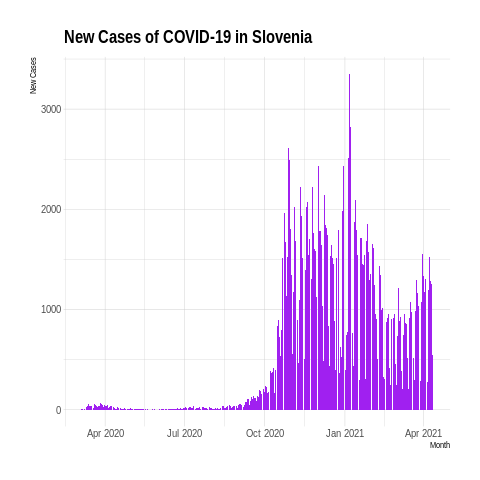 New Cases of COVID-19 in Slovenia
New Cases
3000
2000
1000
0
Apr 2020 Jul 2020 Oct 2020 Jan 2021 Apr 2021
Month